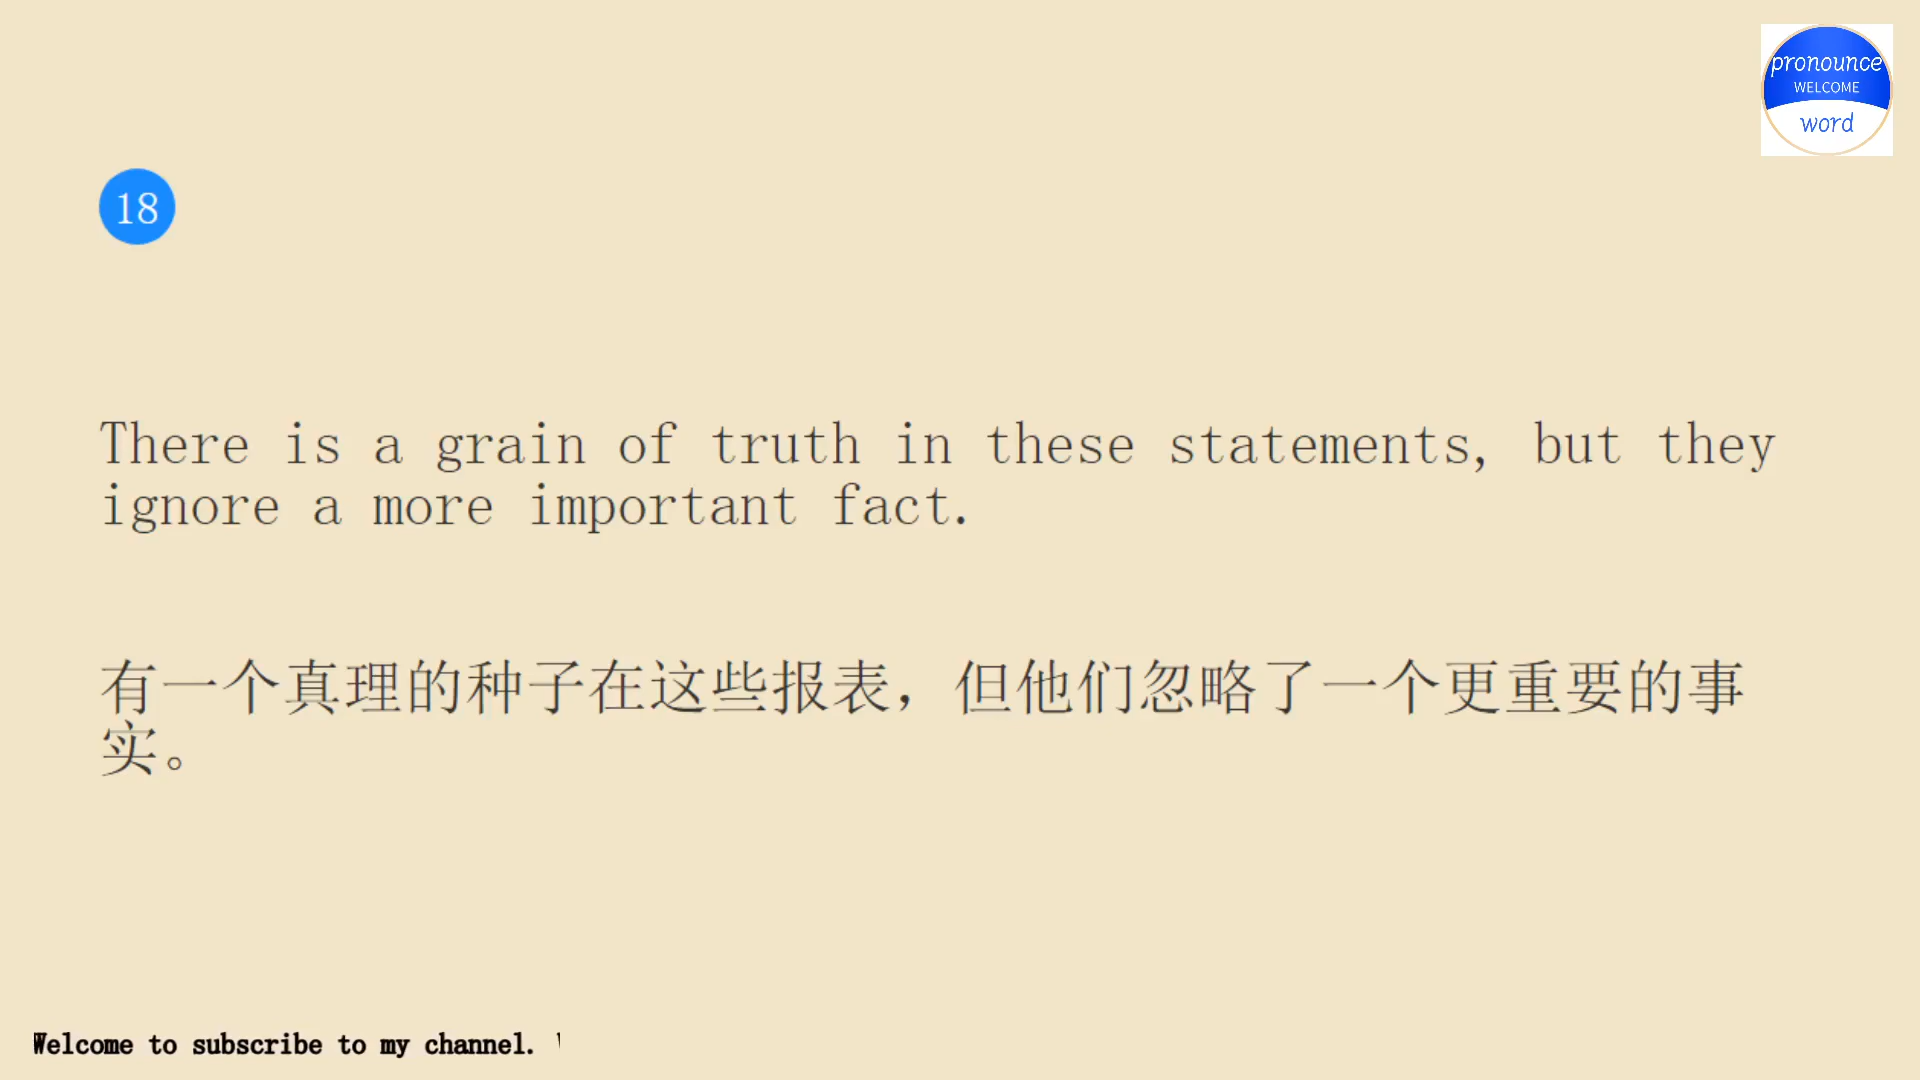 pronounce
WELCOME
word
18
There is a grain of truth in these statements, but they
ignore a more important fact.
有一个真理的种子在这些报表，但他们忽略了一个更重要的事
实。
Welcome to subscribe to my channel.